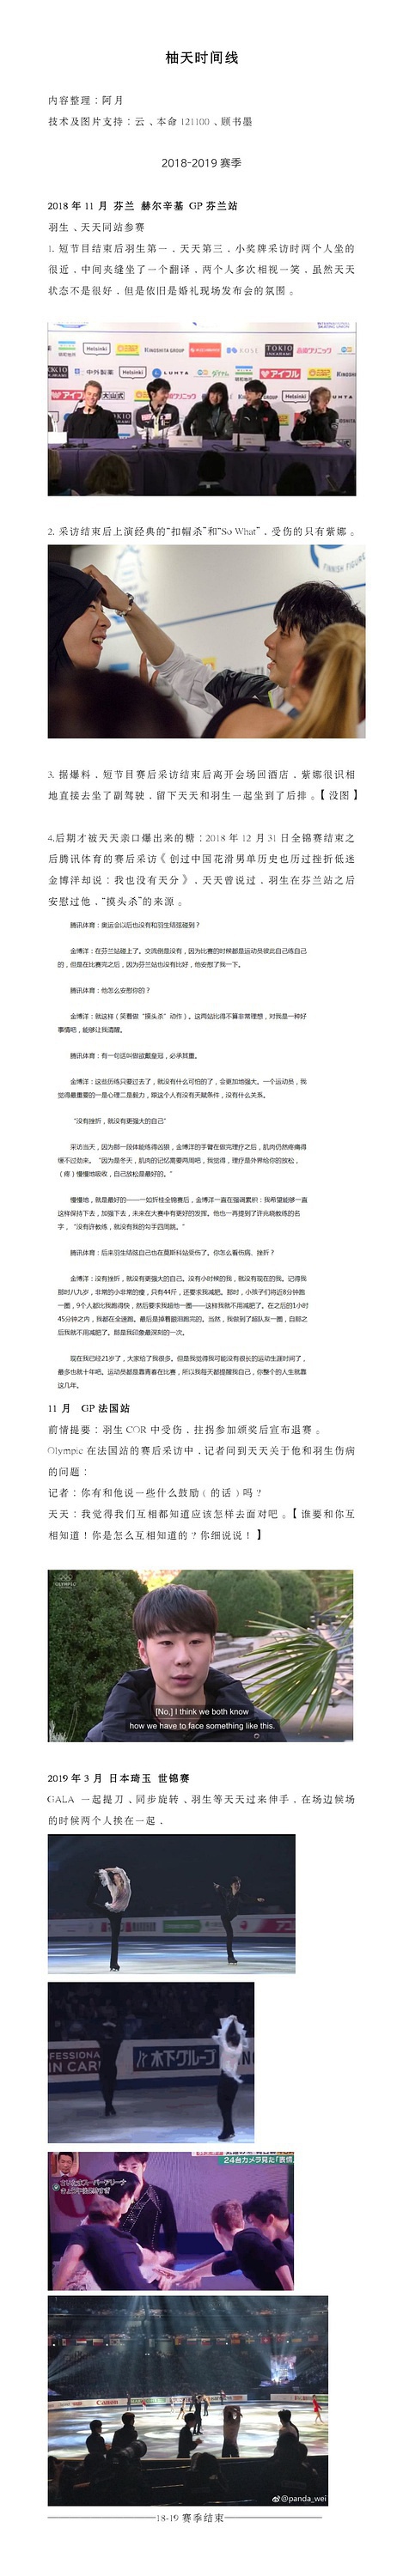 柚天时间线
内容整理：阿月
技术及图片支持：云、本命 121100、顾书墨
2018-2019 赛季
2018 年 11 月 芬兰 赫尔辛基 GP 芬兰站
羽生、天天同站参赛
1. 短节目结束后羽生第一，天天第三，小奖牌采访时两个人坐的
很近，中间夹缝坐了一个翻译，两个人多次相视一笑，虽然天天
状态不是很好，但是依旧是婚礼现场发布会的氛围。
Helsinki
KINOSHITA GROUP
TOKIO INKARAMI
中外製薬
LUHTA
アイフル
KOSÉ
大山式
2. 采访结束后上演经典的“扣帽杀”和“So What”，受伤的只有紫娜。
FINNISH FIGURE
3. 据爆料，短节目赛后采访结束后离开会场回酒店，紫娜很识相
地直接去坐了副驾驶，留下天天和羽生一起坐到了后排。【没图】
4.后期才被天天亲口爆出来的糖：2018 年 12 月 31 日全锦赛结束之
后腾讯体育的赛后采访《创过中国花滑男单历史也历过挫折低迷
金博洋却说：我也没有天分》，天天曾说过，羽生在芬兰站之后
安慰过他、“摸头杀”的来源。
腾讯体育：奥运会以后也没有和羽生结弦碰到？
金博洋：在芬兰站碰上了。交流倒是没有，因为比赛的时候都是运动员彼此自己练自己
的，但是在比赛完之后，因为芬兰站也没有比好，他安慰了我一下。
腾讯体育：他怎么安慰你的？
金博洋：就这样（笑着做“摸头杀”动作）。这两站比得不算非常理想，对我是一种好
事情吧，能够让我清醒。
腾讯体育：有一句话叫做欲戴皇冠，必承其重。
金博洋：这些历练只要过去了，就没有什么可怕的了，会更加地强大。一个运动员，我
觉得最重要的一是心理二是毅力，跟这个人有没有天赋条件，没有什么关系。
“没有挫折，就没有更强大的自己”
采访当天，因为前一段体能练得凶狠，金博洋的手臂在做完理疗之后，肌肉仍然疼痛得
缓不过劲来。“因为是冬天，肌肉的记忆需要两周吧，我觉得，理疗是外界给你的放松，
（疼）慢慢地吸收，自己放松是最好的。”
慢慢地，就是最好的——一如折桂全锦赛后，金博洋一直在强调累积：我希望能够一直
这样保持下去，加强下去，未来在大赛中有更好的发挥。他也一再提到了许兆晓教练的名
字，“没有许教练，就没有我的勾手四周跳。”
腾讯体育：后来羽生结弦自己也在莫斯科站受伤了。你怎么看伤病、挫折？
金博洋：没有挫折，就没有更强大的自己。没有小时候的我，就没有现在的我。记得我
那时八九岁，非常的小非常的瘦，只有44斤，还要求我减肥。那时，小孩子们将近8分钟跑
一圈，9个人都比我跑得快，然后要求我超他一圈——这样我就不用减肥了。在之后的1小时
45分钟之内，我都在全速跑。最后是掉着眼泪跑完的。当然，我做到了超队友一圈，自那之
后我就不用减肥了。那是我印象最深刻的一次。
现在我已经21岁了，大家给了我很多。但是我觉得我可能没有很长的运动生涯时间了，
最多也就十年吧。运动员都是靠青春在比赛，所以我每天都提醒我自己，你整个的人生就靠
这几年。
11 月 GP 法国站
前情提要：羽生 COR 中受伤，拄拐参加颁奖后宣布退赛。
Olympic 在法国站的赛后采访中，记者问到天天关于他和羽生伤病
的问题：
记者：你有和他说一些什么鼓励（的话）吗？
天天：我觉得我们互相都知道应该怎样去面对吧。【谁要和你互
相知道！你是怎么互相知道的？你细说说！】
OLYMPIC
[No,] I think we both know
how we have to face something like this.
2019 年 3 月 日本琦玉 世锦赛
GALA 一起提刀、同步旋转、羽生等天天过来伸手，在场边候场
的时候两个人挨在一起。
FESSIONA
IN CARE
木下グループ
24台カメラ見た「表情」
さいたまスーパーアリーナ
Canon
@panda_wei
18-19 赛季结束